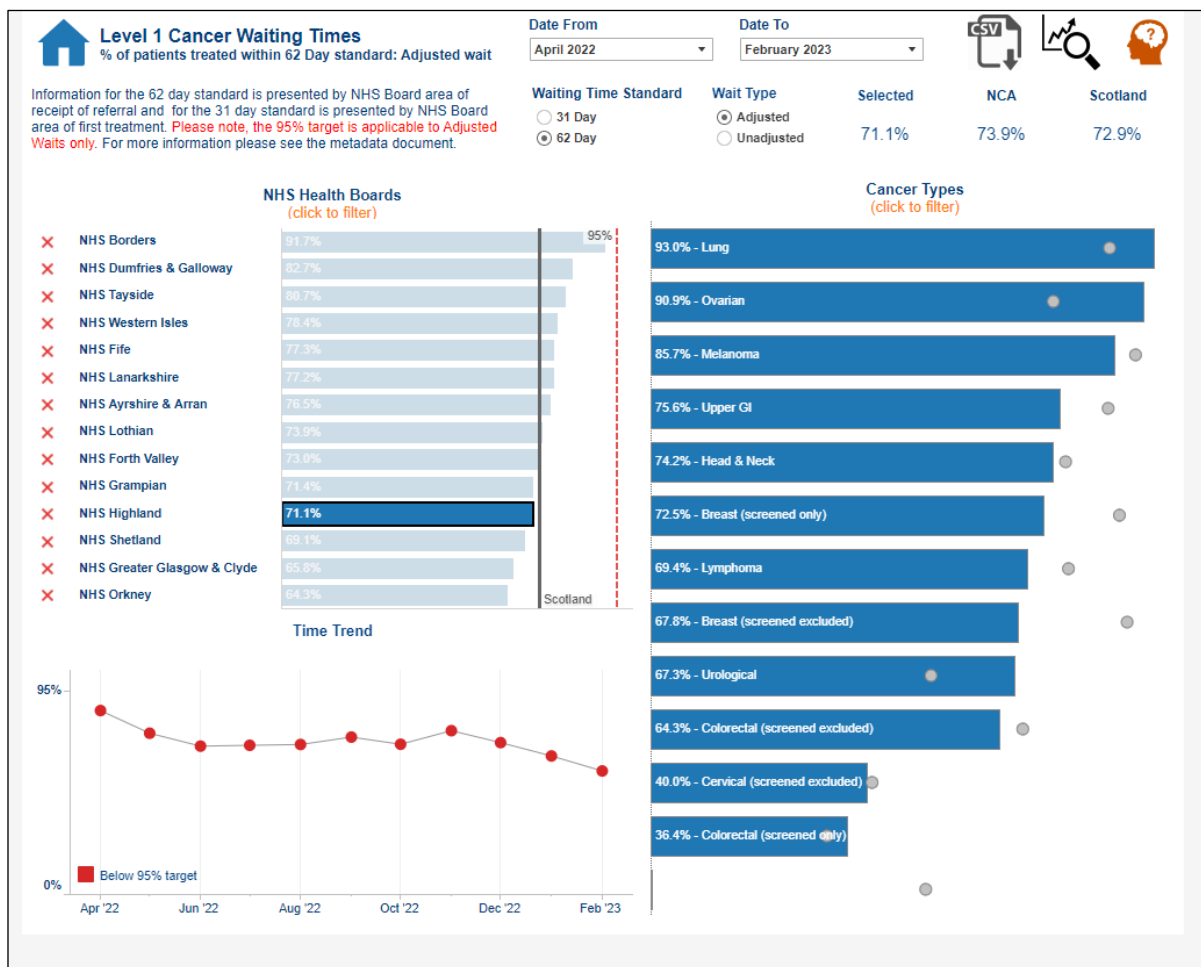 Level 1 Cancer Waiting Times
% of patients treated within 62 Day standard: Adjusted wait
Date From
April 2022
Date To
February 2023
CSV
?
Information for the 62 day standard is presented by NHS Board area of
receipt of referral and for the 31 day standard is presented by NHS Board
area of first treatment. Please note, the 95% target is applicable to Adjusted
Waits only. For more information please see the metadata document.
Waiting Time Standard
31 Day
62 Day
Wait Type
Adjusted
Unadjusted
Selected
71.1%
NCA
73.9%
Scotland
72.9%
NHS Health Boards
(click to filter)
95%
NHS Borders 91.7%
NHS Dumfries & Galloway 82.7%
NHS Tayside 80.7%
NHS Western Isles 78.4%
NHS Fife 77.3%
NHS Lanarkshire 77.2%
NHS Ayrshire & Arran 76.5%
NHS Lothian 73.9%
NHS Forth Valley 73.0%
NHS Grampian 71.4%
NHS Highland 71.1%
NHS Shetland 69.1%
NHS Greater Glasgow & Clyde 65.8%
NHS Orkney 64.3%
Scotland
Time Trend
95%
0%
Below 95% target
Apr '22 Jun '22 Aug '22 Oct '22 Dec '22 Feb '23
Cancer Types
(click to filter)
93.0% - Lung
90.9% - Ovarian
85.7% - Melanoma
75.6% - Upper GI
74.2% - Head & Neck
72.5% - Breast (screened only)
69.4% - Lymphoma
67.8% - Breast (screened excluded)
67.3% - Urological
64.3% - Colorectal (screened excluded)
40.0% - Cervical (screened excluded)
36.4% - Colorectal (screened only)